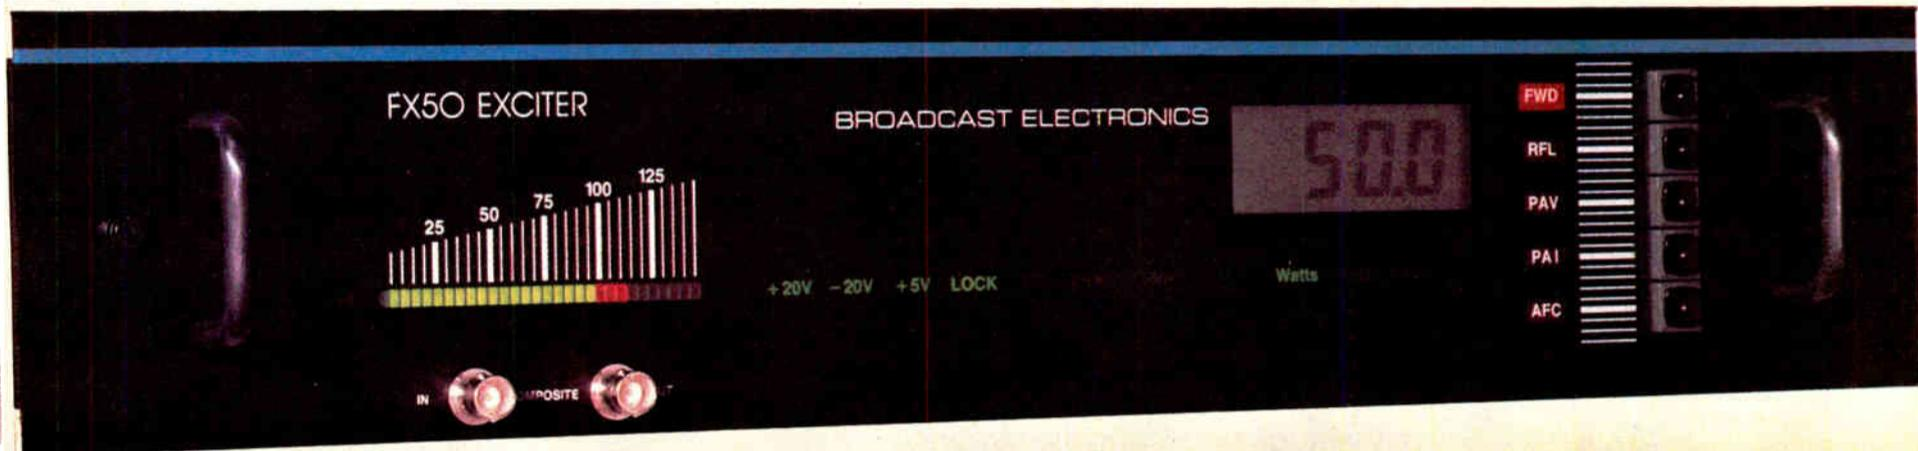 FX50 EXCITER
BROADCAST ELECTRONICS
50.0
FWD
RFL
PAV
PAI
AFC
25 50 75 100 125
+20V -20V +5V LOCK
Watts
IN